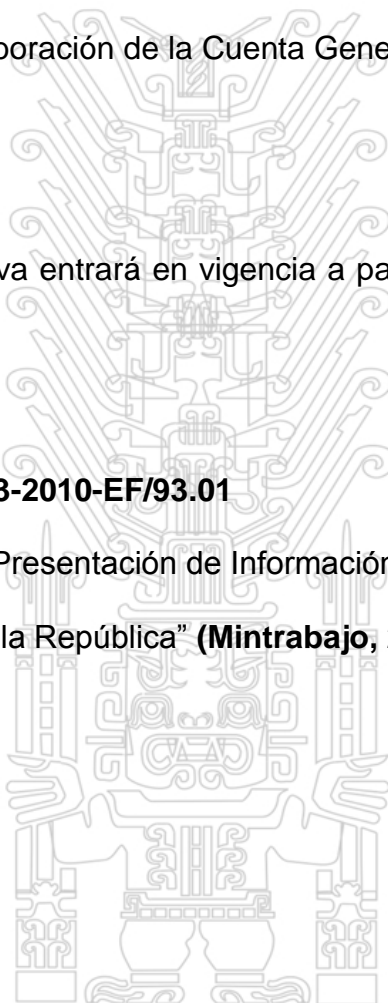 boración de la Cuenta Gene
va entrará en vigencia a pa
3-2010-EF/93.01
Presentación de Información
la República” (Mintrabajo,